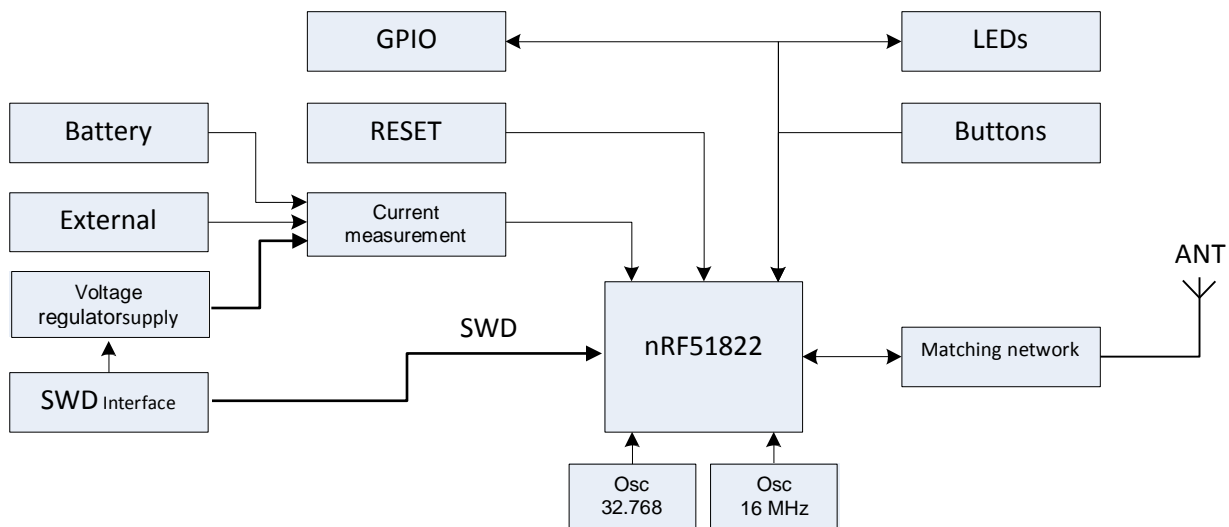 GPIO
LEDs
Battery
RESET
Buttons
External
Current
measurement
ANT
Voltage
regulatorsupply
SWD
nRF51822
Matching network
SWD Interface
Osc
32.768
Osc
16 MHz